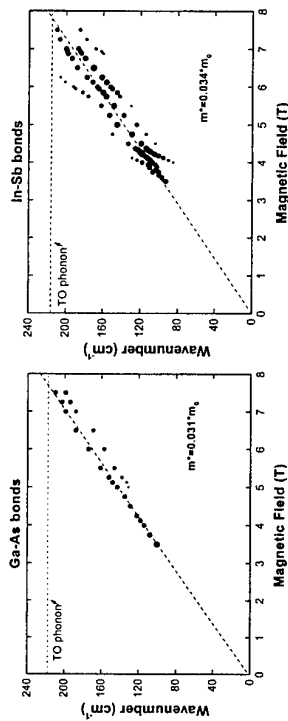 Ga-As bonds
240
200
160
120
80
40
0
Wavenumber (cm⁻¹)
TO phonon
m*=0.031*m₀
0 1 2 3 4 5 6 7 8
Magnetic Field (T)
In-Sb bonds
240
200
160
120
80
40
0
Wavenumber (cm⁻¹)
TO phonon
m*=0.034*m₀
0 1 2 3 4 5 6 7 8
Magnetic Field (T)